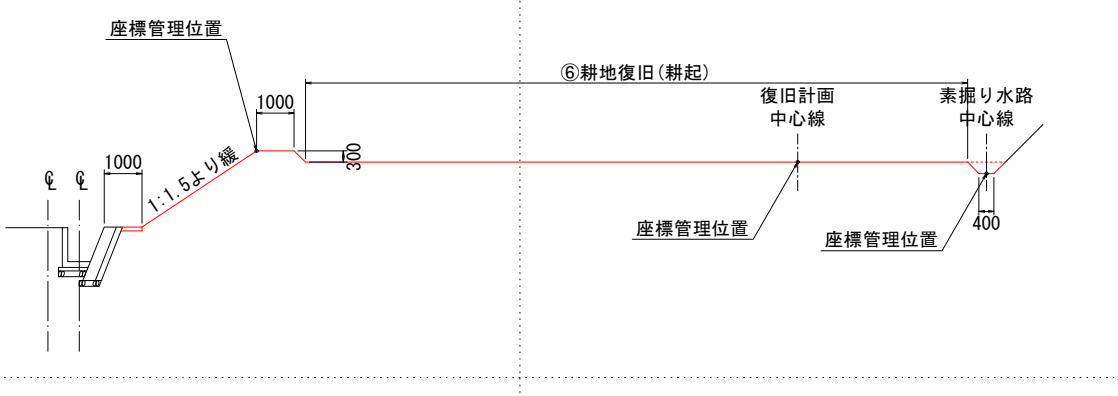 座標管理位置
⑥耕地復旧(耕起)
1000
復旧計画
中心線
素掘り水路
中心線
300
1000
1:1.5より緩
℄ ℄
座標管理位置
座標管理位置
400